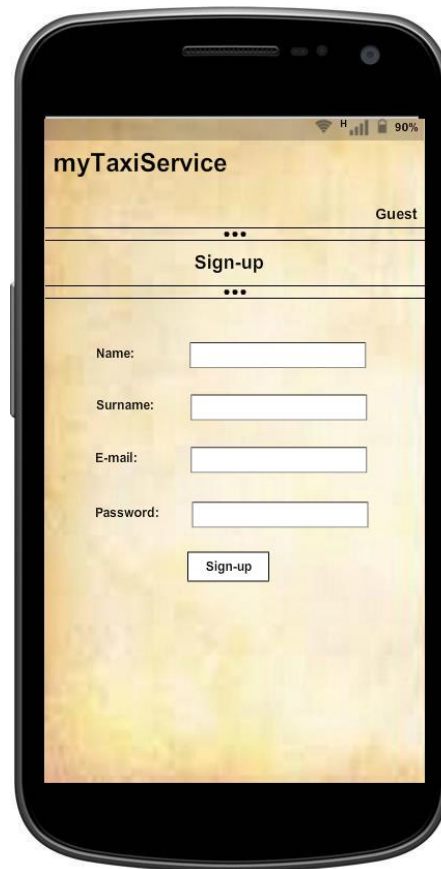 H 90%
myTaxiService
Guest
Sign-up
Name:
Surname:
E-mail:
Password:
Sign-up